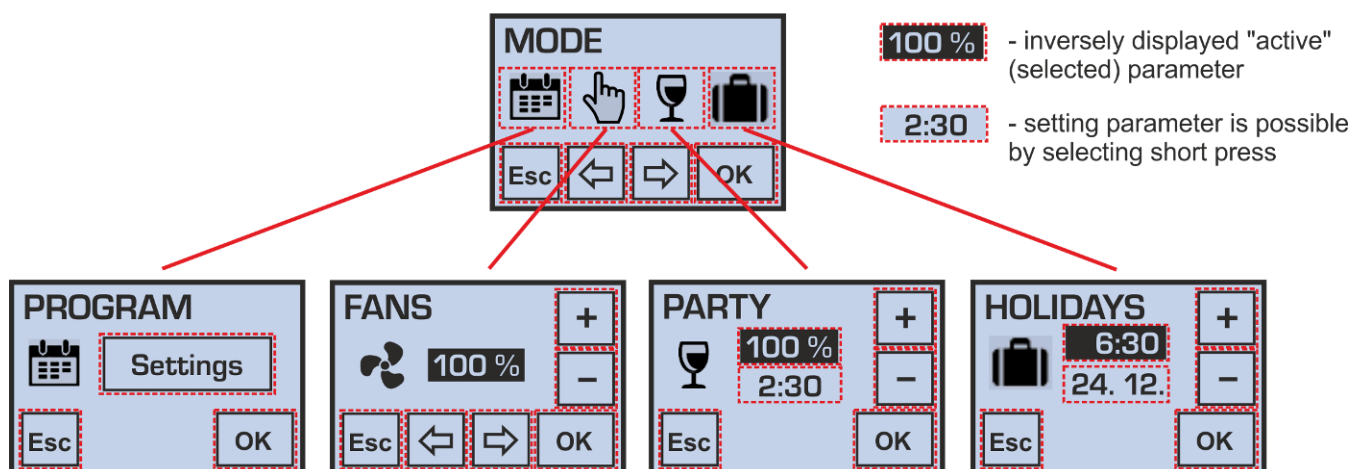 MODE
Esc
OK
100 %
- inversely displayed "active"
(selected) parameter
2:30
- setting parameter is possible
by selecting short press
PROGRAM
Settings
Esc
OK
FANS
100 %
+
−
Esc
OK
PARTY
100 %
2:30
+
−
Esc
OK
HOLIDAYS
6:30
24. 12.
+
−
Esc
OK